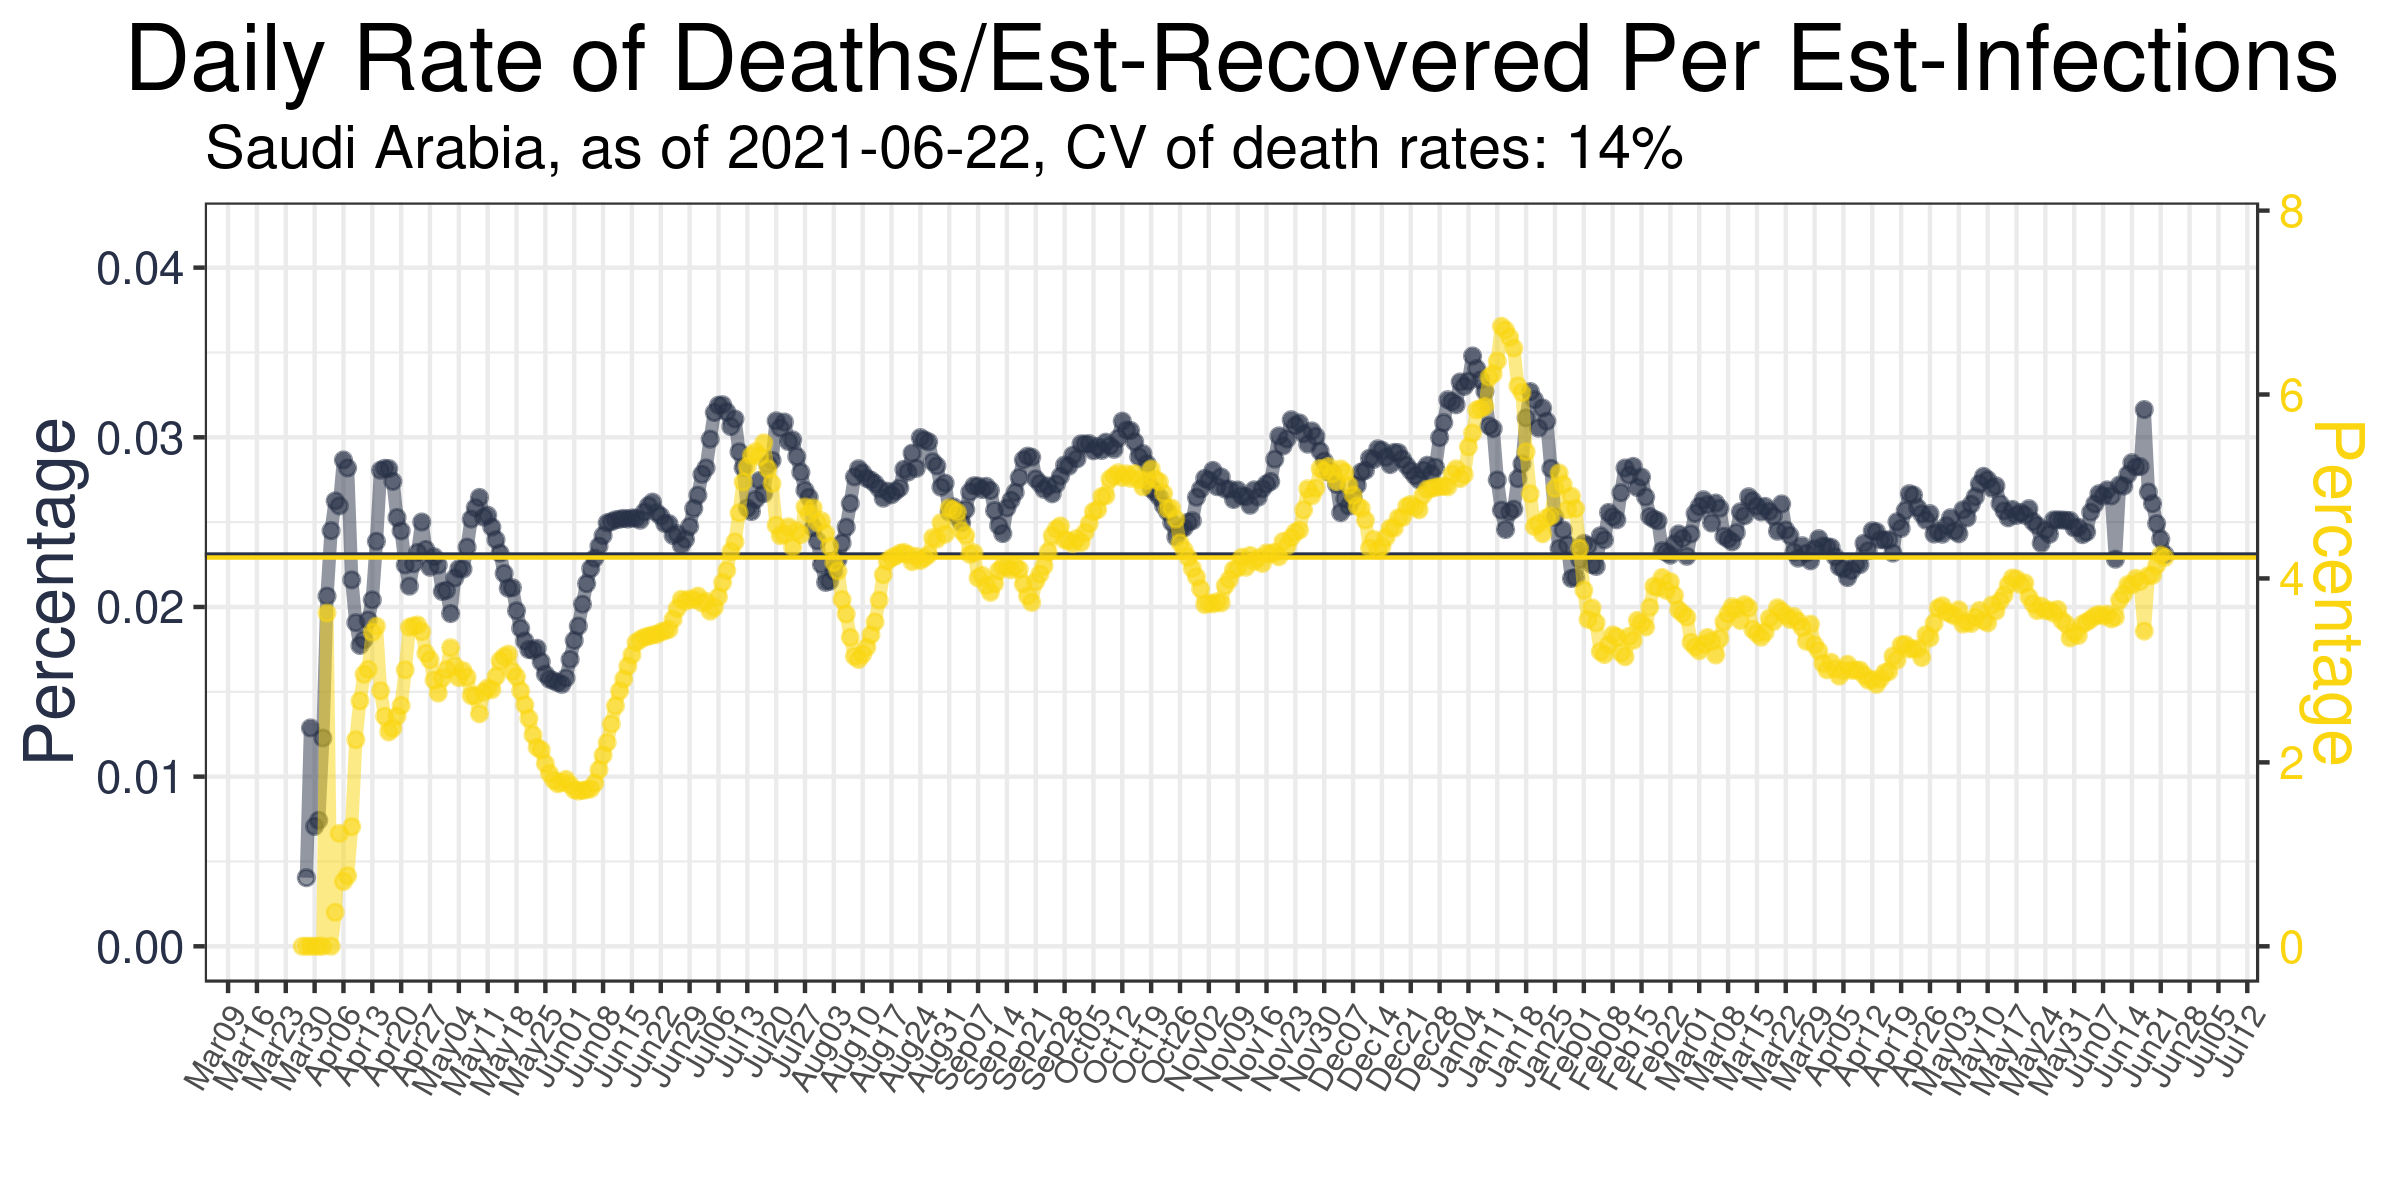 Daily Rate of Deaths/Est-Recovered Per Est-Infections
Saudi Arabia, as of 2021-06-22, CV of death rates: 14%
Percentage
0.04
0.03
0.02
0.01
0.00
8
6
4
2
0
Percentage
Mar09
Mar16
Mar23
Mar30
Apr06
Apr13
Apr20
Apr27
May04
May11
May18
May25
Jun01
Jun08
Jun15
Jun22
Jun29
Jul06
Jul13
Jul20
Jul27
Aug03
Aug10
Aug17
Aug24
Aug31
Sep07
Sep14
Sep21
Sep28
Oct05
Oct12
Oct19
Oct26
Nov02
Nov09
Nov16
Nov23
Nov30
Dec07
Dec14
Dec21
Dec28
Jan04
Jan11
Jan18
Jan25
Feb01
Feb08
Feb15
Feb22
Mar01
Mar08
Mar15
Mar22
Mar29
Apr05
Apr12
Apr19
Apr26
May03
May10
May17
May24
May31
Jun07
Jun14
Jun21
Jun28
Jul05
Jul12